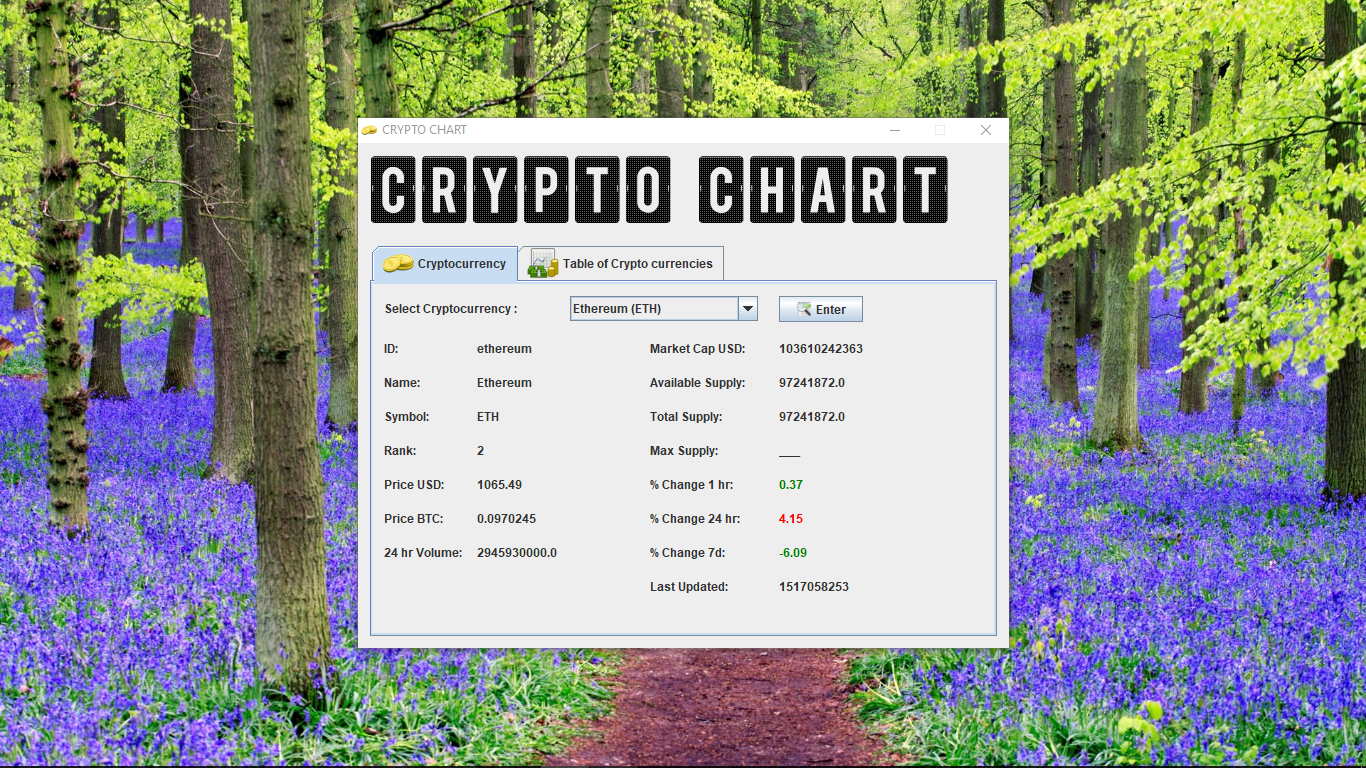 CRYPTO CHART
CRYPTO CHART
Cryptocurrency Table of Crypto currencies
Select Cryptocurrency : Ethereum (ETH) Enter
ID: ethereum Market Cap USD: 103610242363
Name: Ethereum Available Supply: 97241872.0
Symbol: ETH Total Supply: 97241872.0
Rank: 2 Max Supply: ___
Price USD: 1065.49 % Change 1 hr: 0.37
Price BTC: 0.0970245 % Change 24 hr: 4.15
24 hr Volume: 2945930000.0 % Change 7d: -6.09
Last Updated: 1517058253